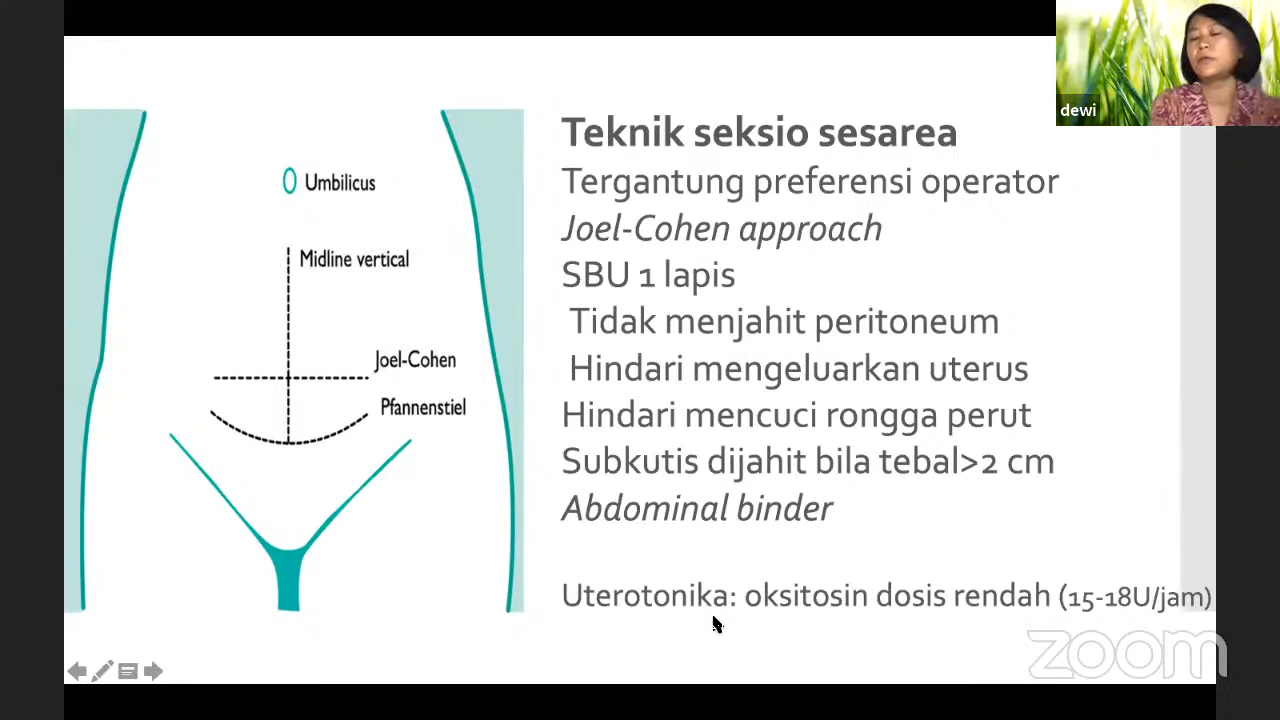 dewi
Umbilicus
Midline vertical
Joel-Cohen
Pfannenstiel
Teknik seksio sesarea
Tergantung preferensi operator
Joel-Cohen approach
SBU 1 lapis
Tidak menjahit peritoneum
Hindari mengeluarkan uterus
Hindari mencuci rongga perut
Subkutis dijahit bila tebal>2 cm
Abdominal binder
Uterotonika: oksitosin dosis rendah (15-18U/jam)
zoom